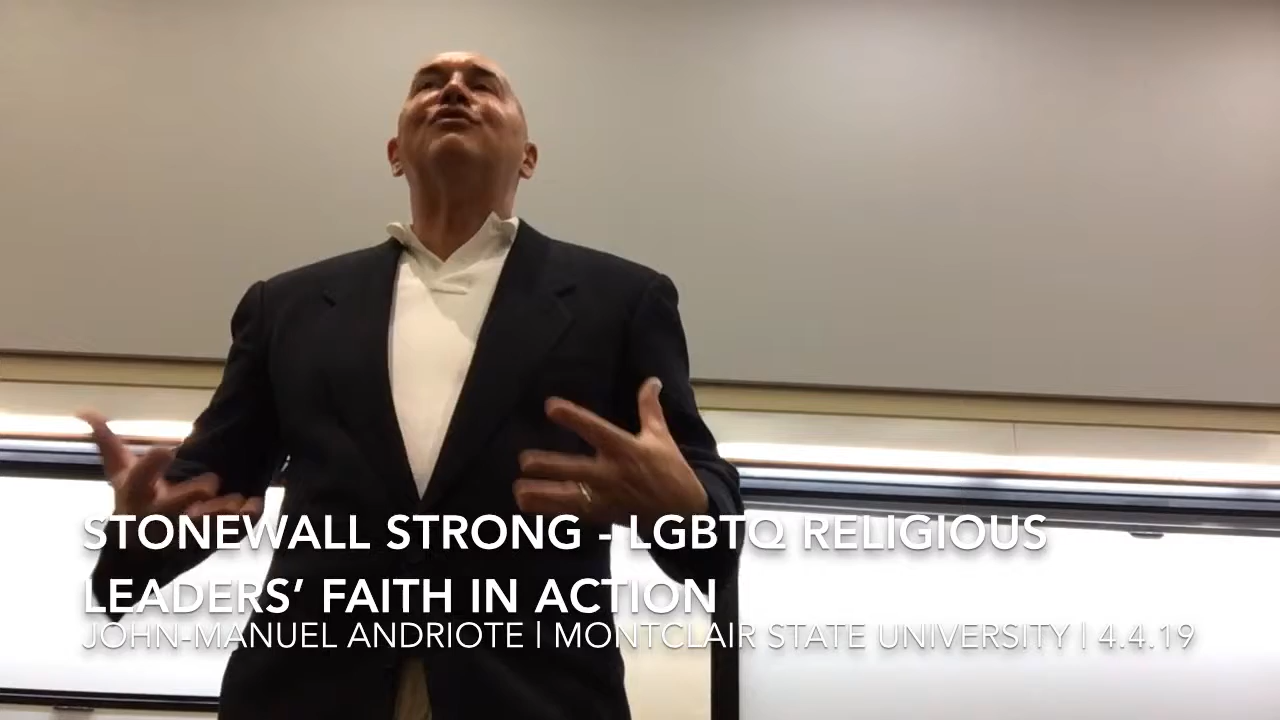 STONEWALL STRONG - LGBTQ RELIGIOUS
LEADERS’ FAITH IN ACTION
JOHN-MANUEL ANDRIOTE | MONTCLAIR STATE UNIVERSITY | 4.4.19